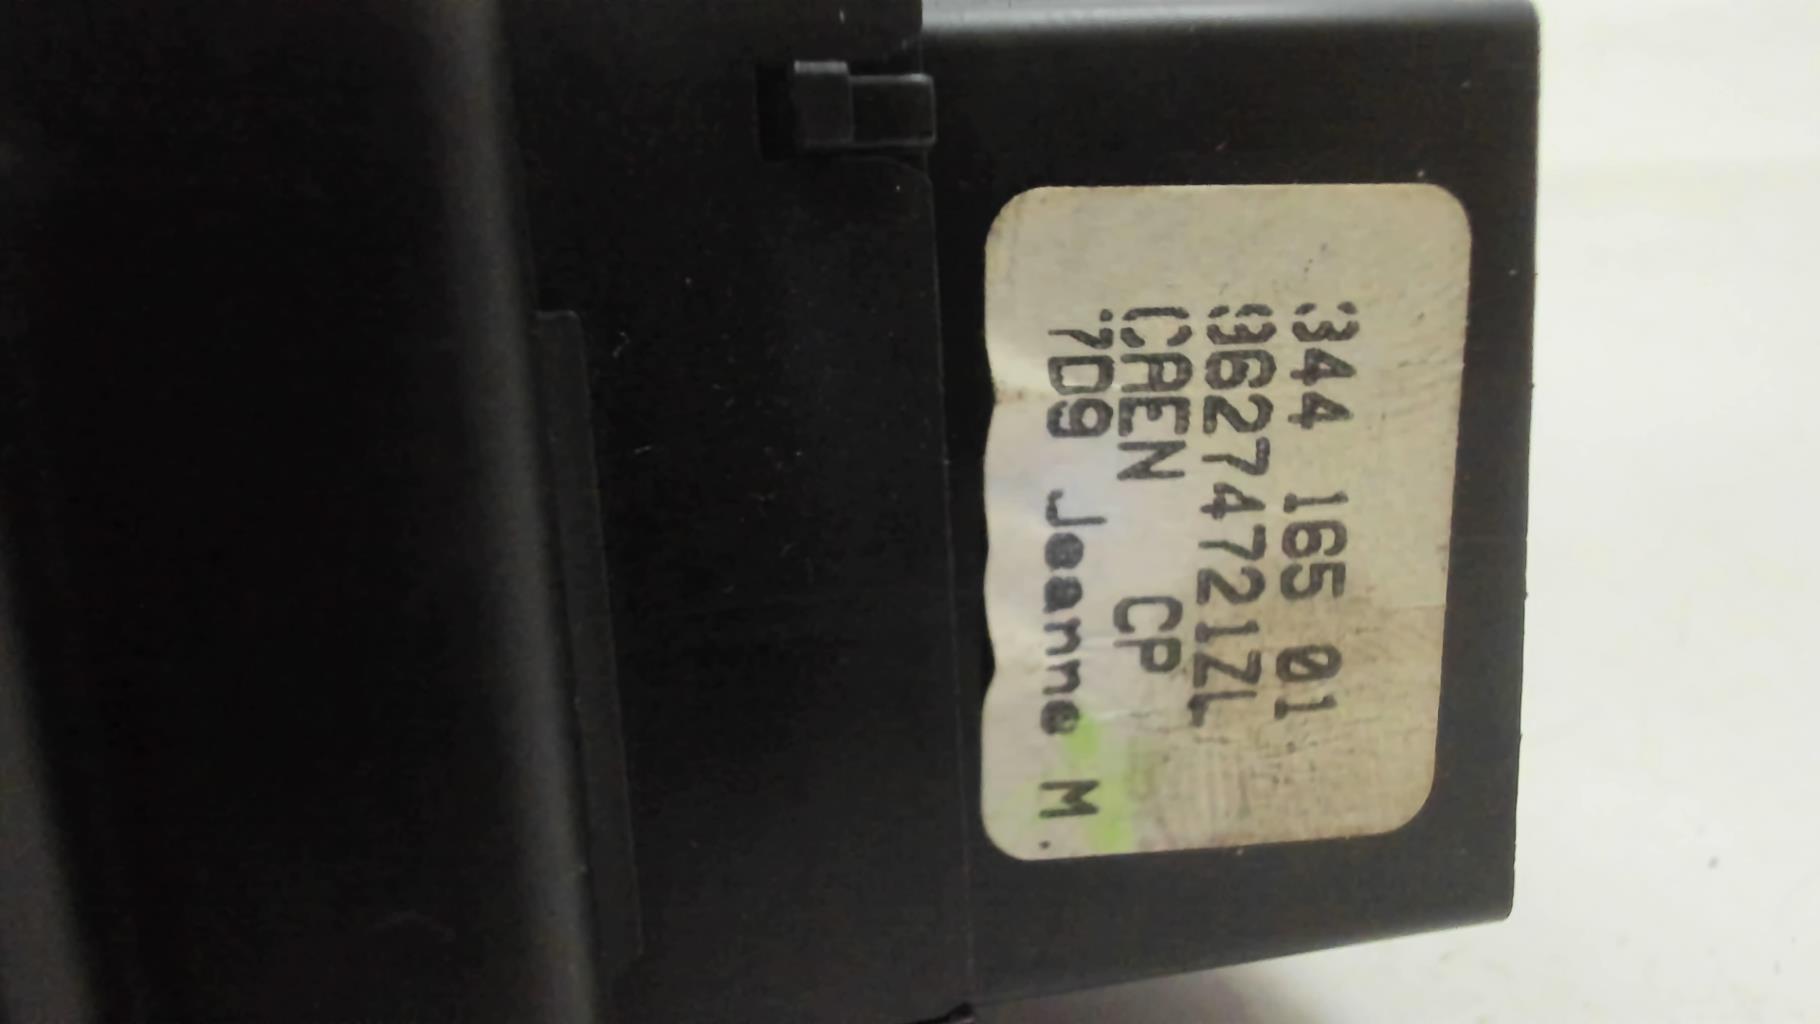 344 165 01
96274721ZL
CAEN CP
7D9 Jeanne M.